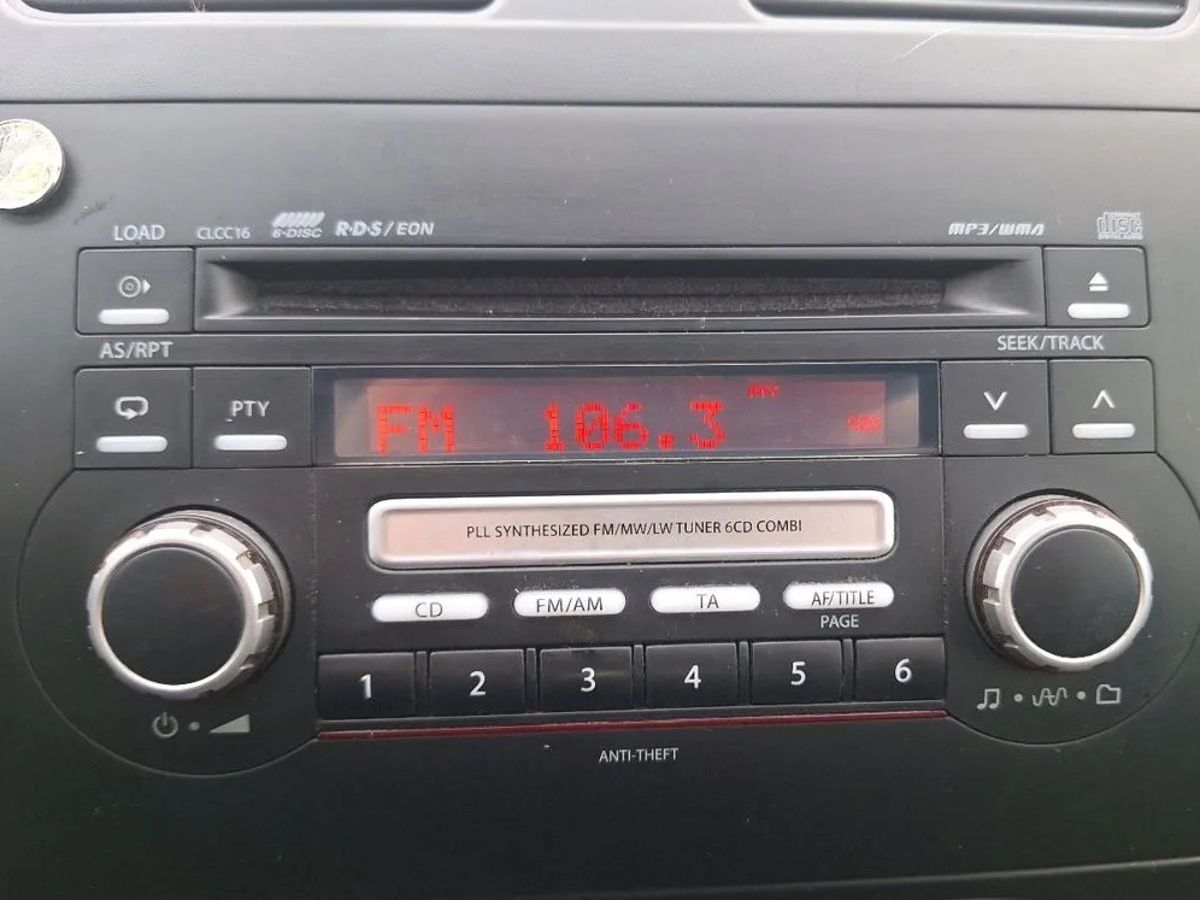 LOAD CLCC16 6-DISC R·D·S/EON MP3/WMA disc
AS/RPT SEEK/TRACK
PTY FM 106.3
PLL SYNTHESIZED FM/MW/LW TUNER 6CD COMBI
CD FM/AM TA AF/TITLE
PAGE
1 2 3 4 5 6
ANTI-THEFT